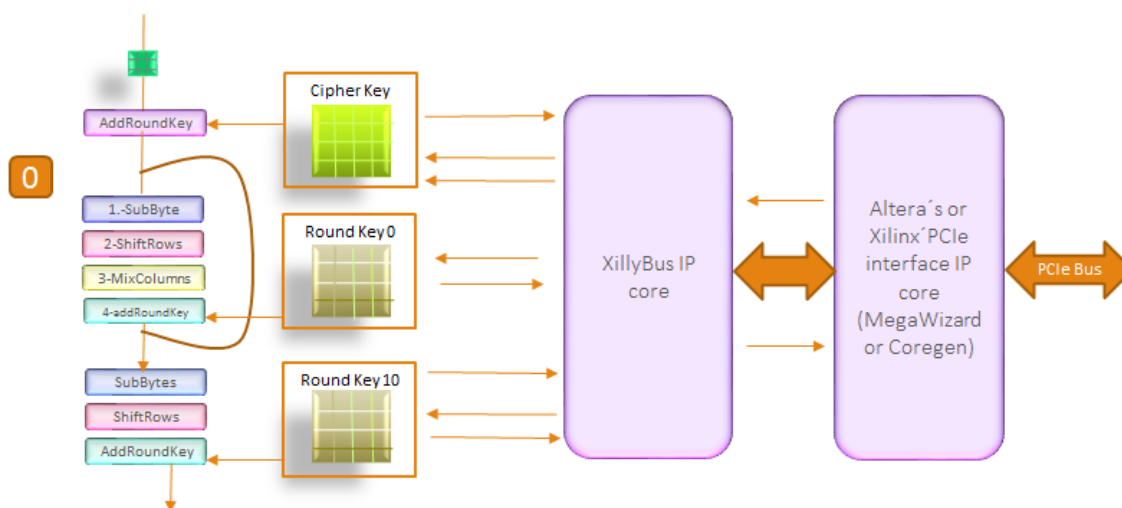 AddRoundKey
0
1.-SubByte
2-ShiftRows
3-MixColumns
4-addRoundKey
SubBytes
ShiftRows
AddRoundKey
Cipher Key
Round Key 0
Round Key 10
XillyBus IP
core
Altera´s or
Xilinx´PCIe
interface IP
core
(MegaWizard
or Coregen)
PCIe Bus